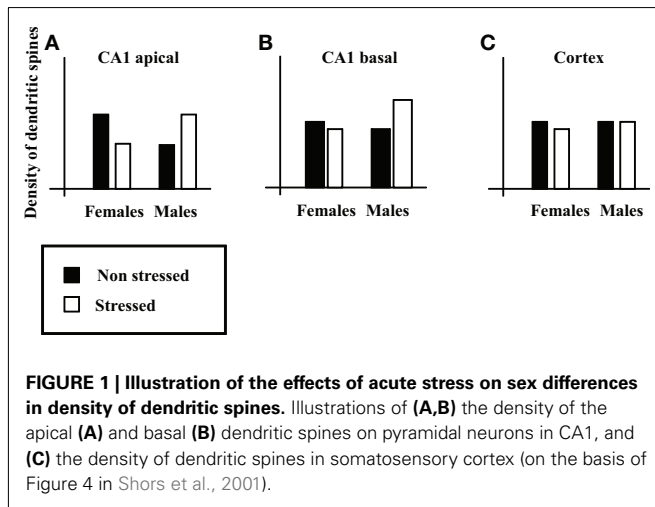 A
CA1 apical
B
CA1 basal
C
Cortex
Density of dendritic spines
Females Males
Females Males
Females Males
Non stressed
Stressed
FIGURE 1 | Illustration of the effects of acute stress on sex differences
in density of dendritic spines. Illustrations of (A,B) the density of the
apical (A) and basal (B) dendritic spines on pyramidal neurons in CA1, and
(C) the density of dendritic spines in somatosensory cortex (on the basis of
Figure 4 in Shors et al., 2001).